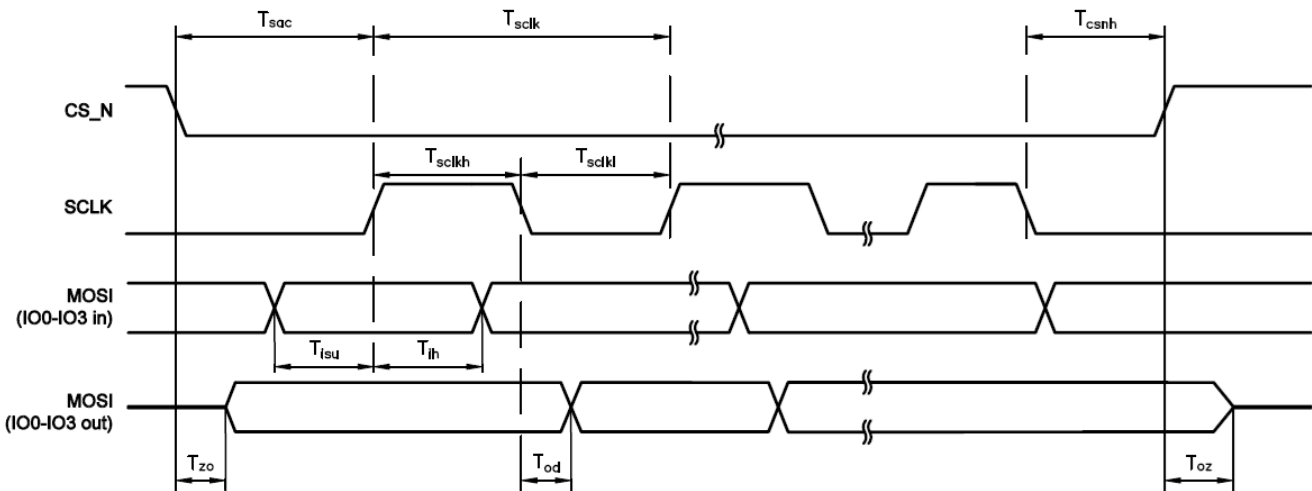 Tsac
Tsclk
Tcsnh
CS_N
Tsclkh
Tsclkl
SCLK
MOSI
(IO0-IO3 in)
Tisu
Tih
MOSI
(IO0-IO3 out)
Tzo
Tod
Toz